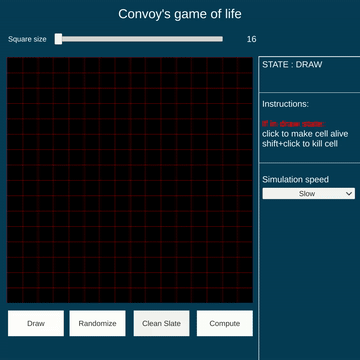 Convoy's game of life
Square size 16
STATE : DRAW
Instructions:
If in draw state:
click to make cell alive
shift+click to kill cell
Simulation speed
Slow
Draw Randomize Clean Slate Compute